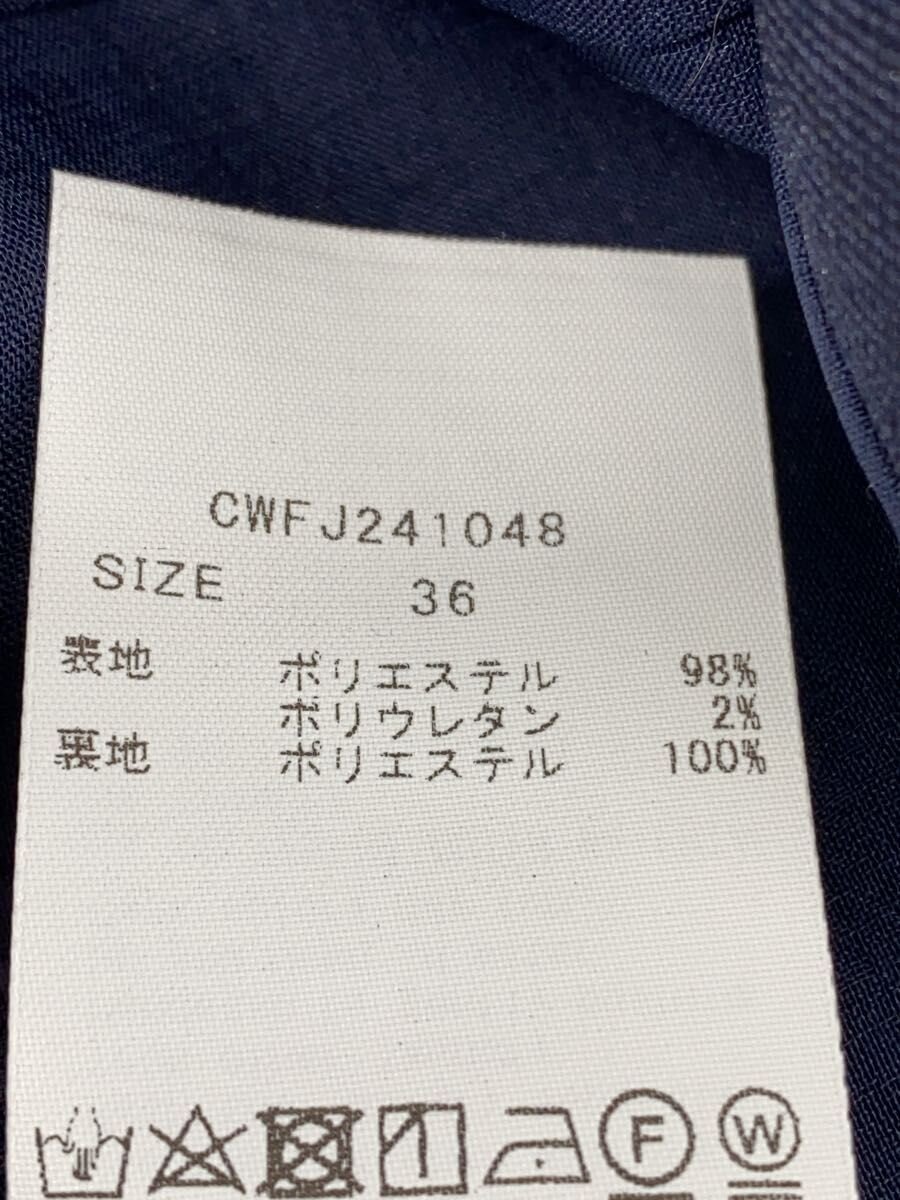 CWFJ241048
SIZE 36
表地 ポリエステル 98%
ポリウレタン 2%
裏地 ポリエステル 100%
F W